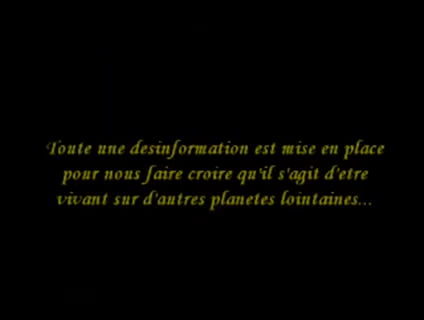 Toute une desinformation est mise en place
pour nous faire croire qu'il s'agit d'etre
vivant sur d'autres planetes lointaines...